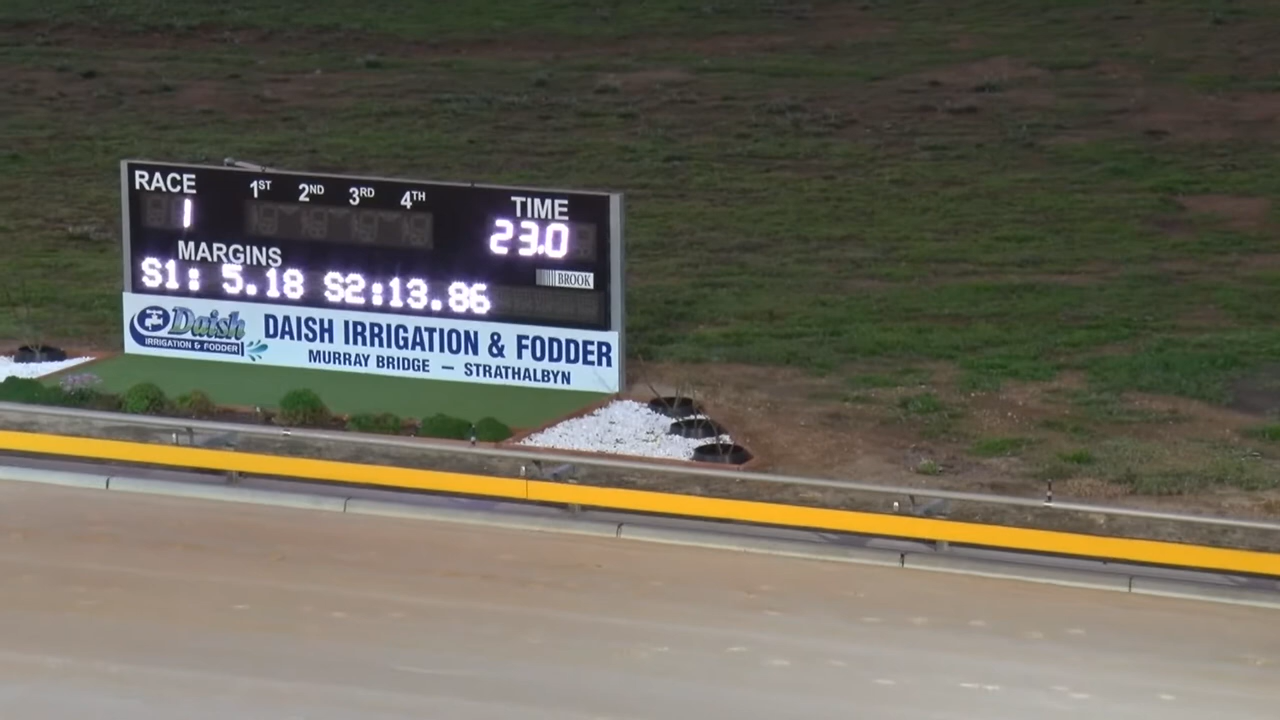 RACE 1ST 2ND 3RD 4TH TIME
1 23.0
MARGINS
BROOK
S1: 5.18 S2:13.86
Daish
IRRIGATION & FODDER
DAISH IRRIGATION & FODDER
MURRAY BRIDGE — STRATHALBYN